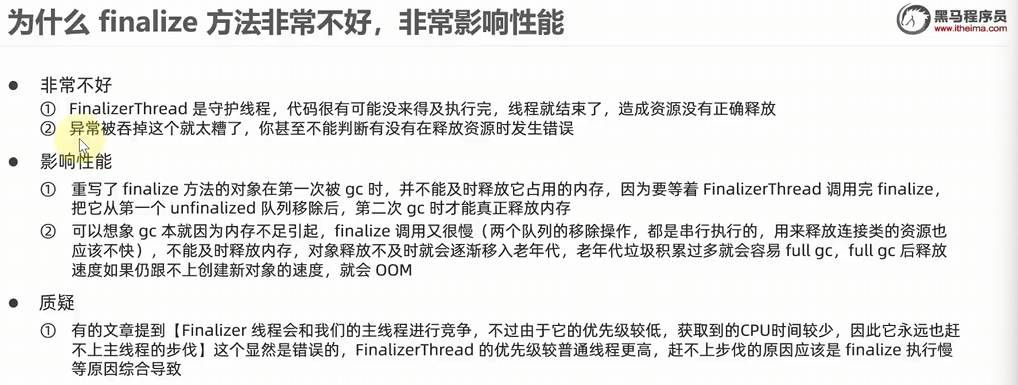 为什么 finalize 方法非常不好，非常影响性能
黑马程序员
www.itheima.com
● 非常不好
① FinalizerThread 是守护线程，代码很有可能没来得及执行完，线程就结束了，造成资源没有正确释放
② 异常被吞掉这个就太糟了，你甚至不能判断有没有在释放资源时发生错误
● 影响性能
① 重写了 finalize 方法的对象在第一次被 gc 时，并不能及时释放它占用的内存，因为要等着 FinalizerThread 调用完 finalize，
把它从第一个 unfinalized 队列移除后，第二次 gc 时才能真正释放内存
② 可以想象 gc 本就因为内存不足引起，finalize 调用又很慢（两个队列的移除操作，都是串行执行的，用来释放连接类的资源也
应该不快），不能及时释放内存，对象释放不及时就会逐渐移入老年代，老年代垃圾积累过多就会容易 full gc，full gc 后释放
速度如果仍跟不上创建新对象的速度，就会 OOM
● 质疑
① 有的文章提到【Finalizer 线程会和我们的主线程进行竞争，不过由于它的优先级较低，获取到的CPU时间较少，因此它永远也赶
不上主线程的步伐】这个显然是错误的，FinalizerThread 的优先级较普通线程更高，赶不上步伐的原因应该是 finalize 执行慢
等原因综合导致